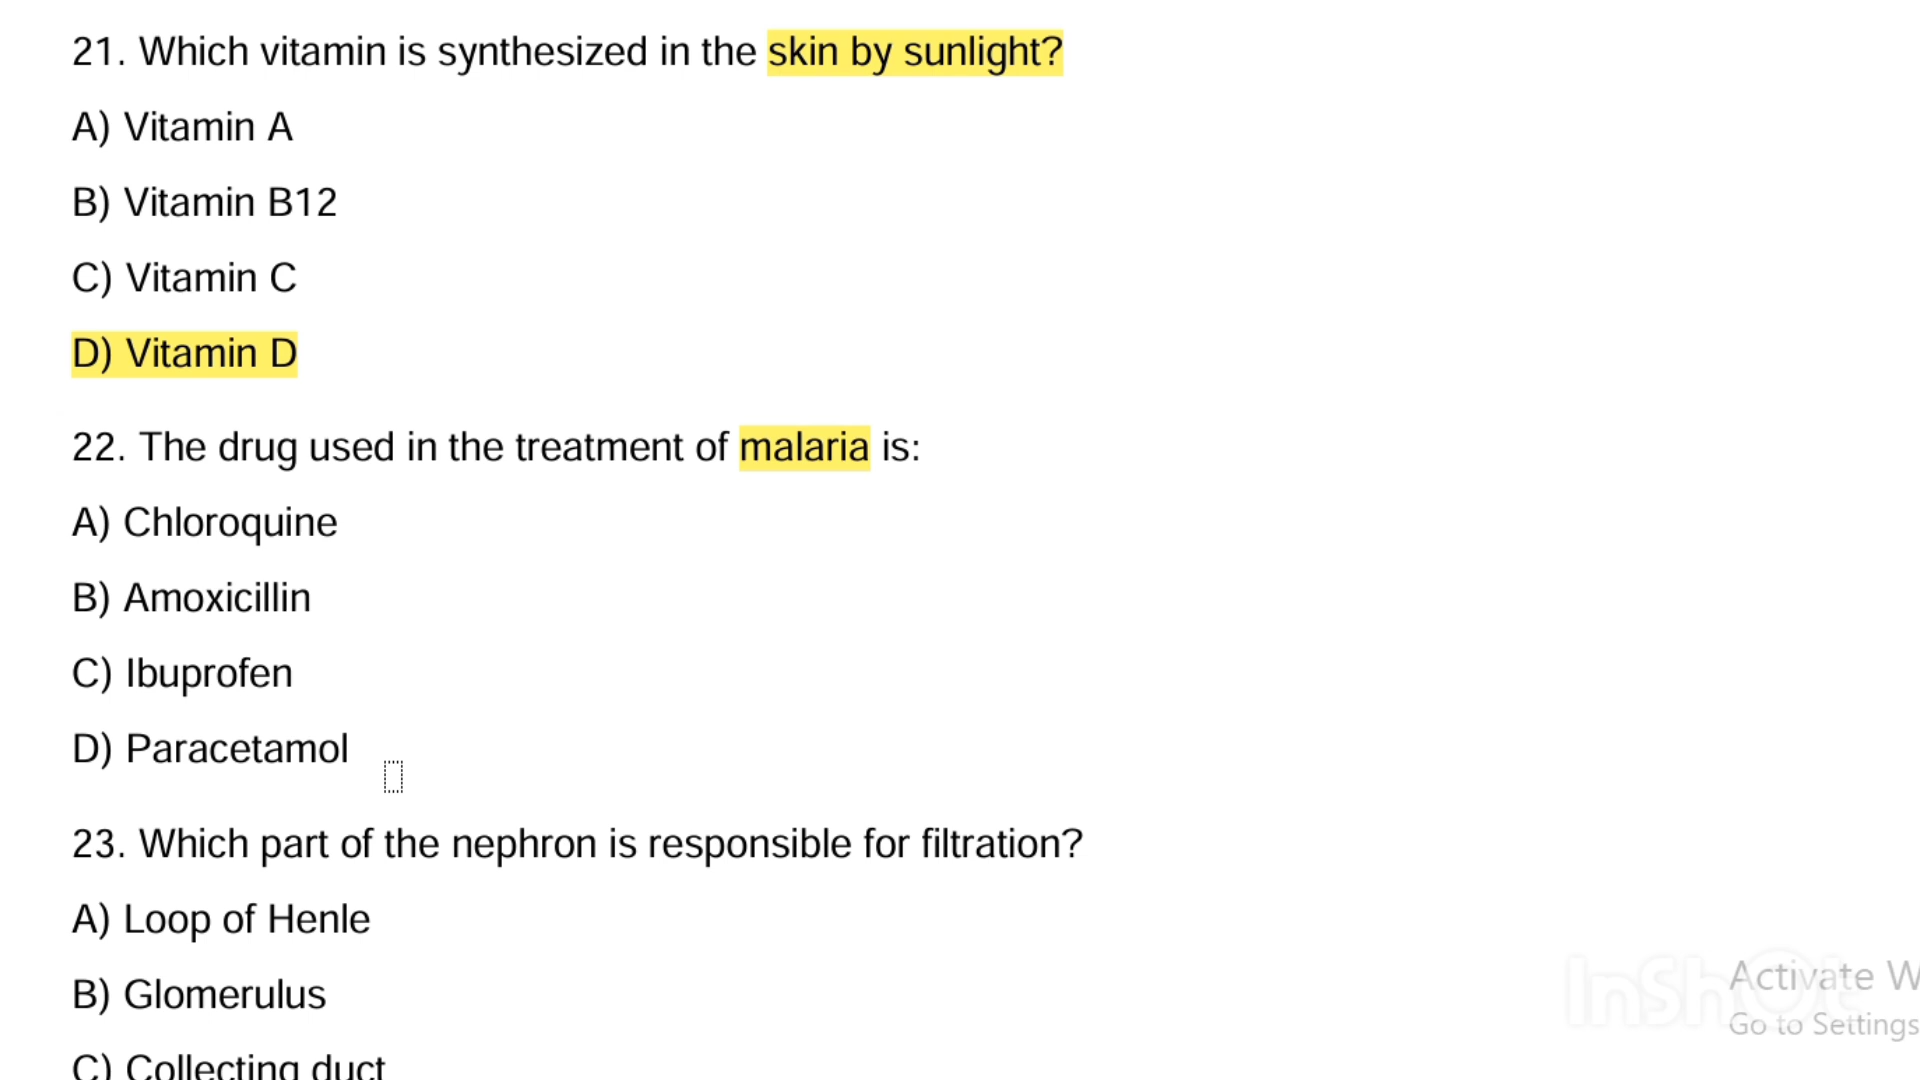 21. Which vitamin is synthesized in the skin by sunlight?
A) Vitamin A
B) Vitamin B12
C) Vitamin C
D) Vitamin D
22. The drug used in the treatment of malaria is:
A) Chloroquine
B) Amoxicillin
C) Ibuprofen
D) Paracetamol
23. Which part of the nephron is responsible for filtration?
A) Loop of Henle
B) Glomerulus
C) Collecting duct
InShOt
Activate W
Go to Settings